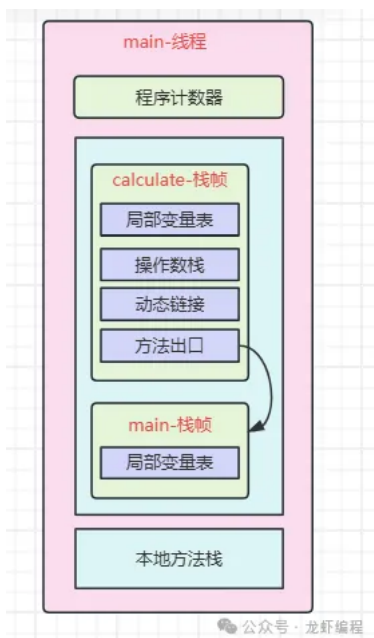 main-线程
程序计数器
calculate-栈帧
局部变量表
操作数栈
动态链接
方法出口
main-栈帧
局部变量表
本地方法栈
公众号·龙虾编程